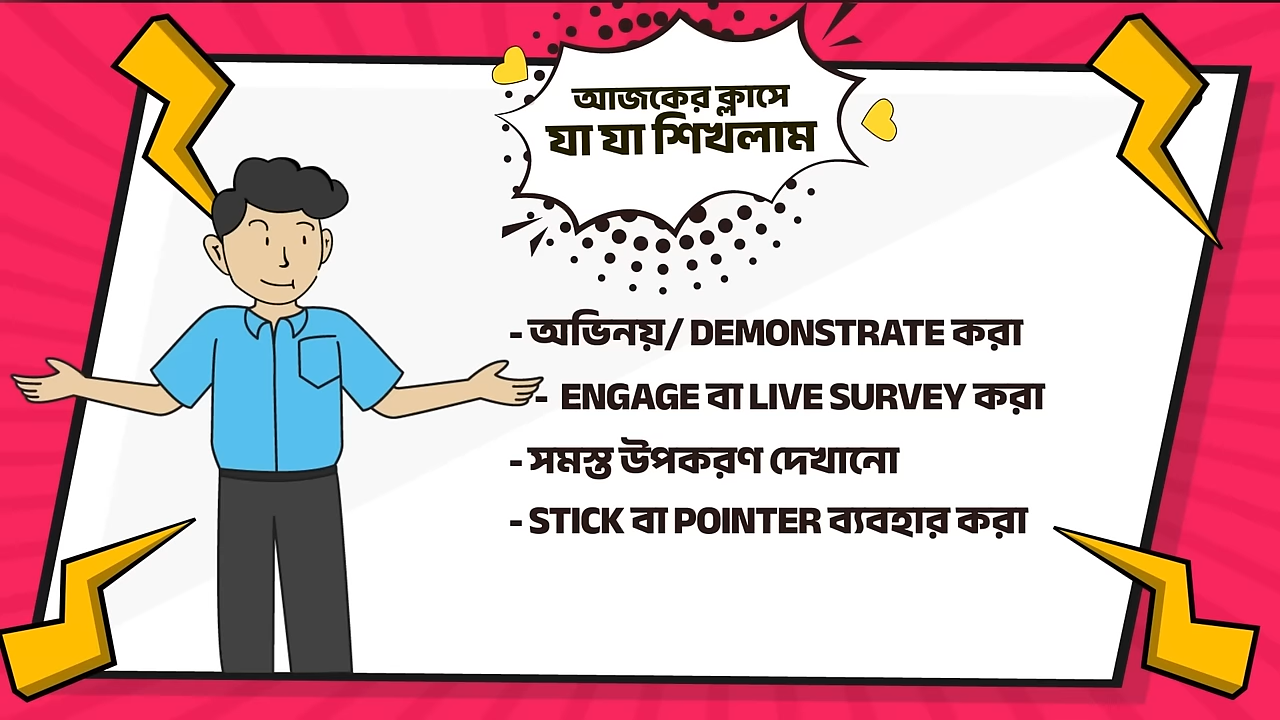 আজকের ক্লাসে
যা যা শিখলাম
- অভিনয়/ DEMONSTRATE করা
- ENGAGE বা LIVE SURVEY করা
- সমস্ত উপকরণ দেখানো
- STICK বা POINTER ব্যবহার করা